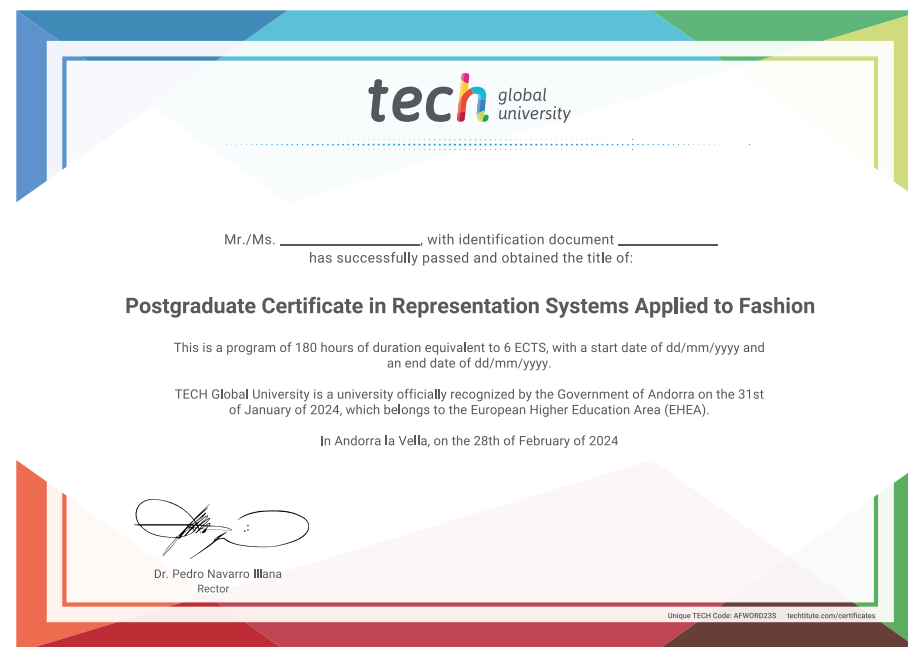 tech global university
Mr./Ms. ____________________, with identification document ______________
has successfully passed and obtained the title of:
Postgraduate Certificate in Representation Systems Applied to Fashion
This is a program of 180 hours of duration equivalent to 6 ECTS, with a start date of dd/mm/yyyy and
an end date of dd/mm/yyyy.
TECH Global University is a university officially recognized by the Government of Andorra on the 31st
of January of 2024, which belongs to the European Higher Education Area (EHEA).
In Andorra la Vella, on the 28th of February of 2024
Dr. Pedro Navarro Illana
Rector
Unique TECH Code: AFWORD23S techtitute.com/certificates